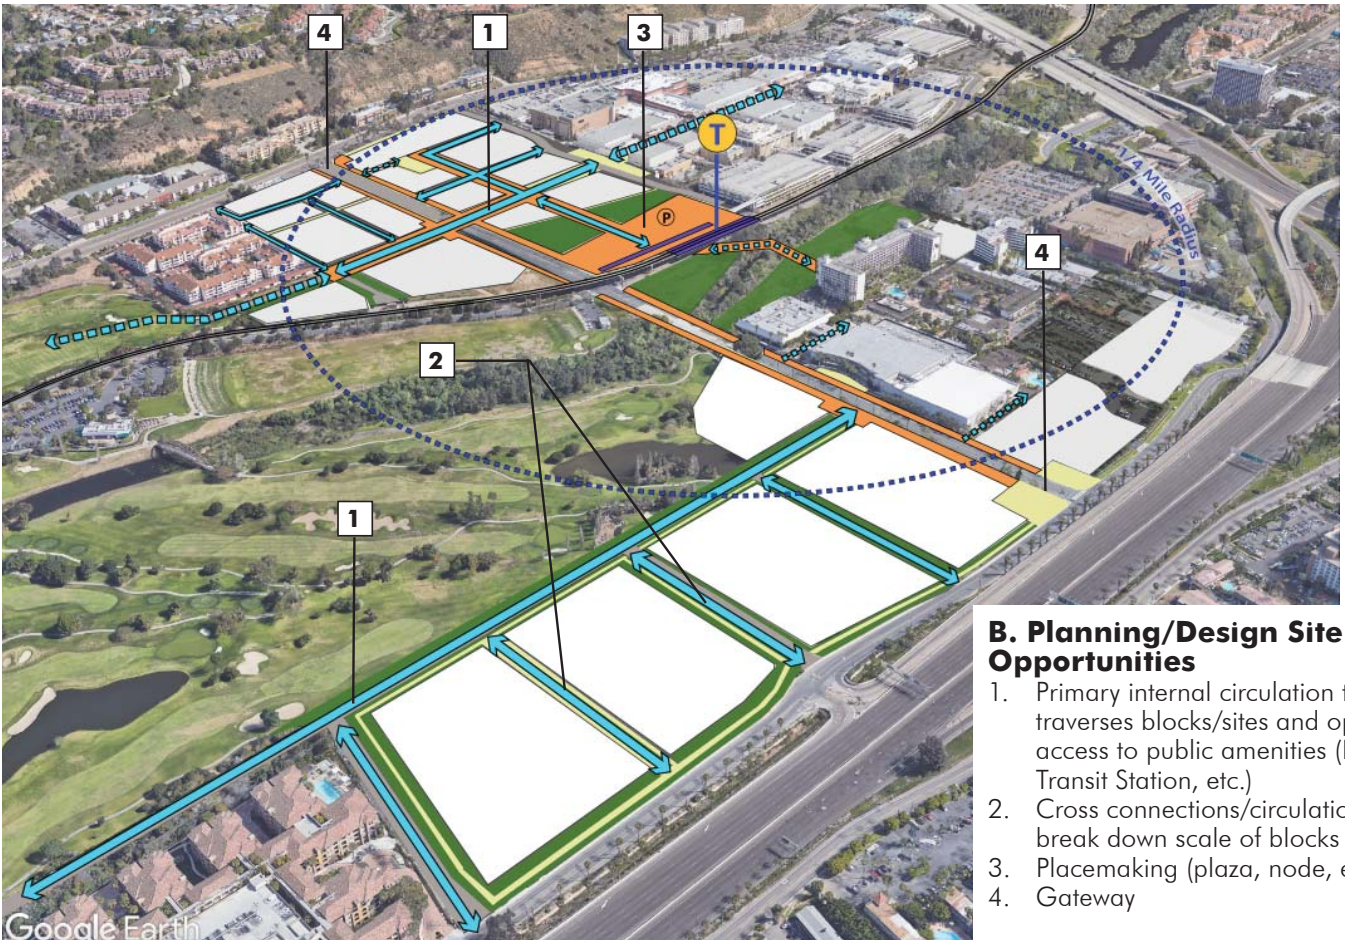 4
1
3
T
1/4 Mile Radius
P
4
2
1
B. Planning/Design Site
Opportunities
1. Primary internal circulation
traverses blocks/sites and
access to public amenities
Transit Station, etc.)
2. Cross connections/circulation
break down scale of blocks
3. Placemaking (plaza, node,
4. Gateway
Google Earth